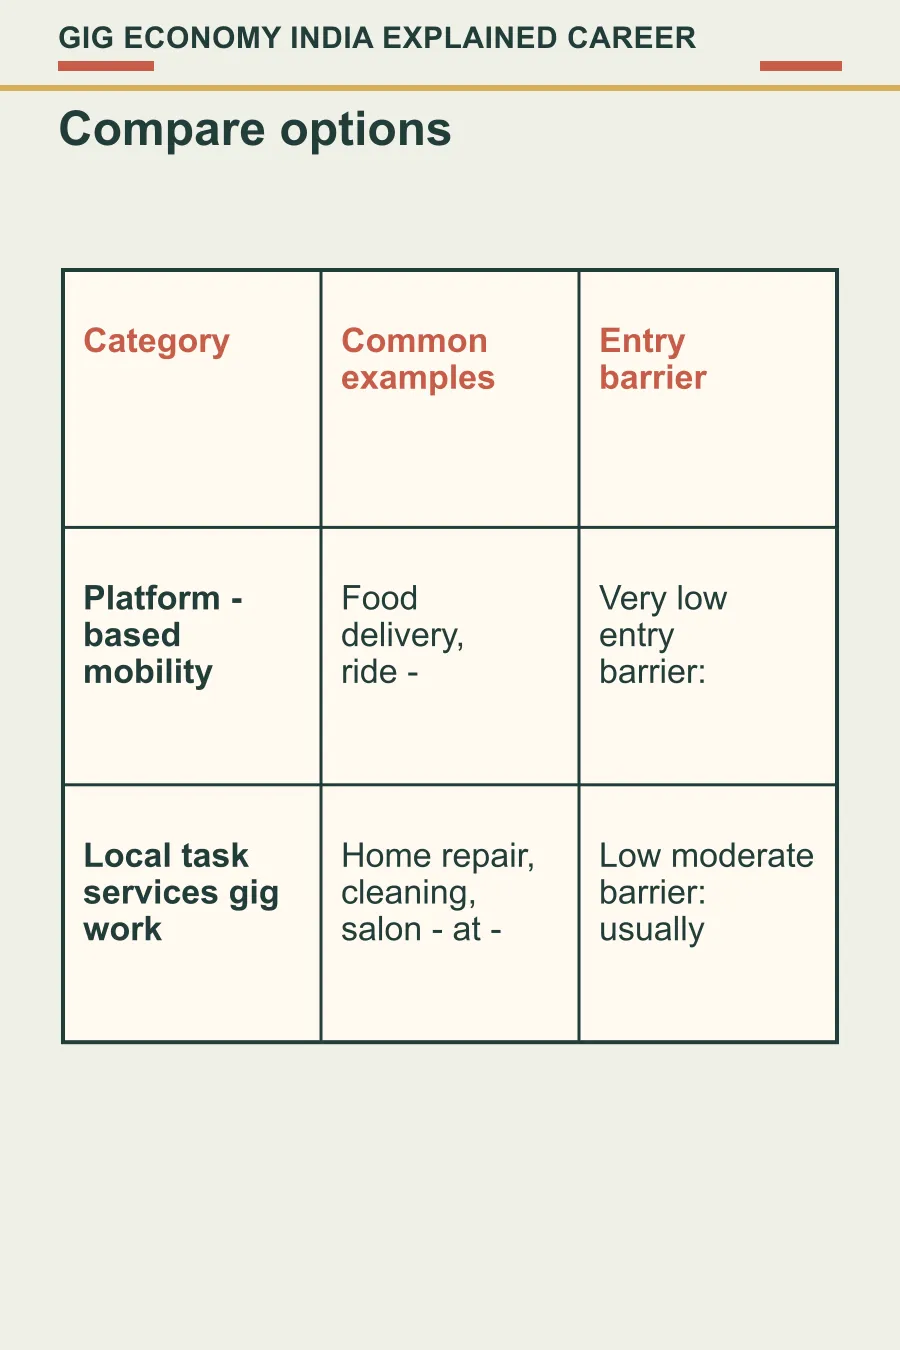 GIG ECONOMY INDIA EXPLAINED CAREER
Compare options
Category
Common
examples
Entry
barrier
Platform -
based
mobility
Food
delivery,
ride -
Very low
entry
barrier:
Local task
services gig
work
Home repair,
cleaning,
salon - at -
Low moderate
barrier:
usually